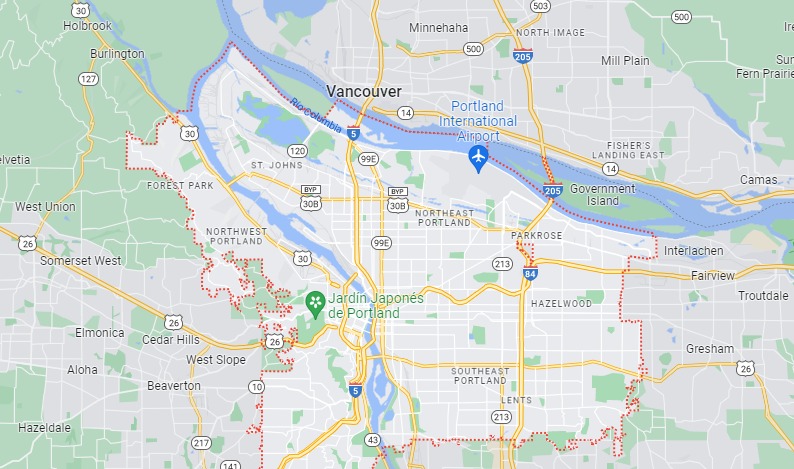 30
Holbrook
Burlington
127
Minnehaha
500
503
NORTH IMAGE
500
205
Mill Plain
Fern Prairie
Vancouver
Rio Columbia
14
Portland
International
Airport
5
30
120
99E
ST. JOHNS
FISHER'S
LANDING EAST
14
Camas
FOREST PARK
BYP
30B
BYP
30B
205
Government
Island
West Union
NORTHEAST
PORTLAND
NORTHWEST
PORTLAND
99E
PARKROSE
26
Somerset West
30
213
84
Interlachen
Fairview
Troutdale
Jardín Japonés
de Portland
HAZELWOOD
26
Elmonica
Cedar Hills
26
West Slope
Gresham
26
Aloha
Beaverton
10
5
SOUTHEAST
PORTLAND
LENTS
213
Hazeldale
217
43
141